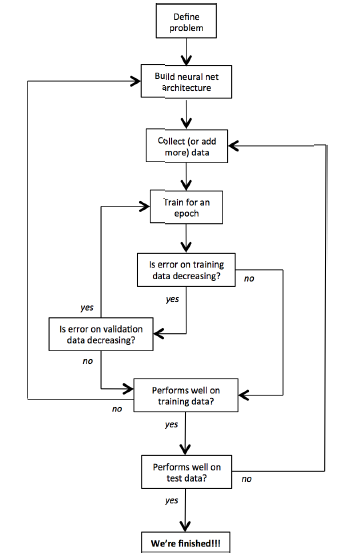 Define
problem
Build neural net
architecture
Collect (or add
more) data
Train for an
epoch
Is error on training
data decreasing?
no
yes
yes
Is error on validation
data decreasing?
no
Performs well on
training data?
no
yes
Performs well on
test data?
no
yes
We're finished!!!